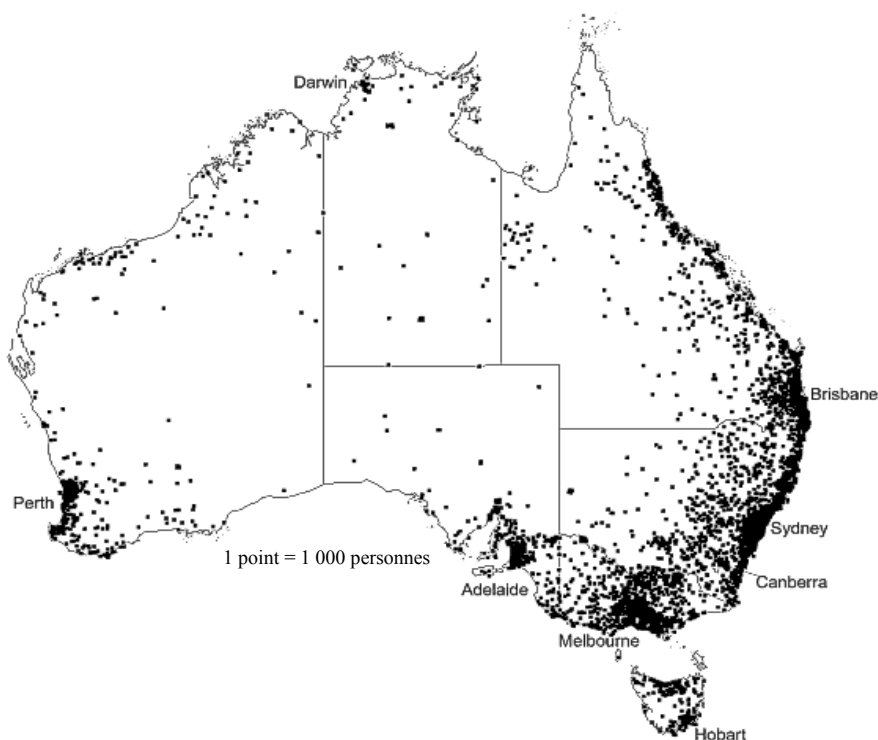 Darwin
Brisbane
Perth
Sydney
1 point = 1 000 personnes
Canberra
Adelaide
Melbourne
Hobart